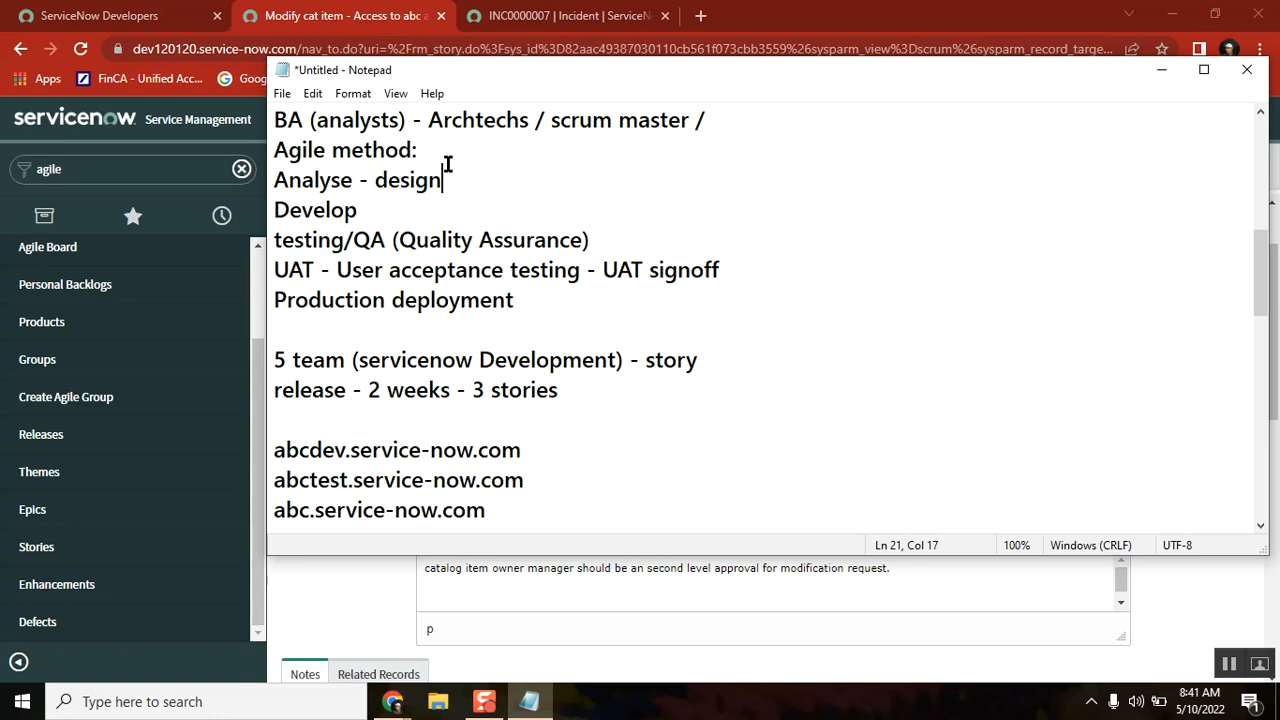 ServiceNow Developers
Modify cat item - Access to abc a
INC0000007 | Incident | ServiceN
dev120120.service-now.com/nav_to.do?uri=%2Frm_story.do%3Fsys_id%3D82aac49387030110cb561f073cbb3559%26sysparm_view%3Dscrum%26sysparm_record_targe...
Apps
FinCA - Unified Acc...
Goog
*Untitled - Notepad
File Edit Format View Help
servicenow Service Management
agile
Agile Board
Personal Backlogs
Products
Groups
Create Agile Group
Releases
Themes
Epics
Stories
Enhancements
Defects
BA (analysts) - Archtechs / scrum master /
Agile method:
Analyse - design
Develop
testing/QA (Quality Assurance)
UAT - User acceptance testing - UAT signoff
Production deployment
5 team (servicenow Development) - story
release - 2 weeks - 3 stories
abcdev.service-now.com
abctest.service-now.com
abc.service-now.com
Ln 21, Col 17
100%
Windows (CRLF)
UTF-8
catalog item owner manager should be an second level approval for modification request.
p
Notes
Related Records
Type here to search
8:41 AM
5/10/2022
1